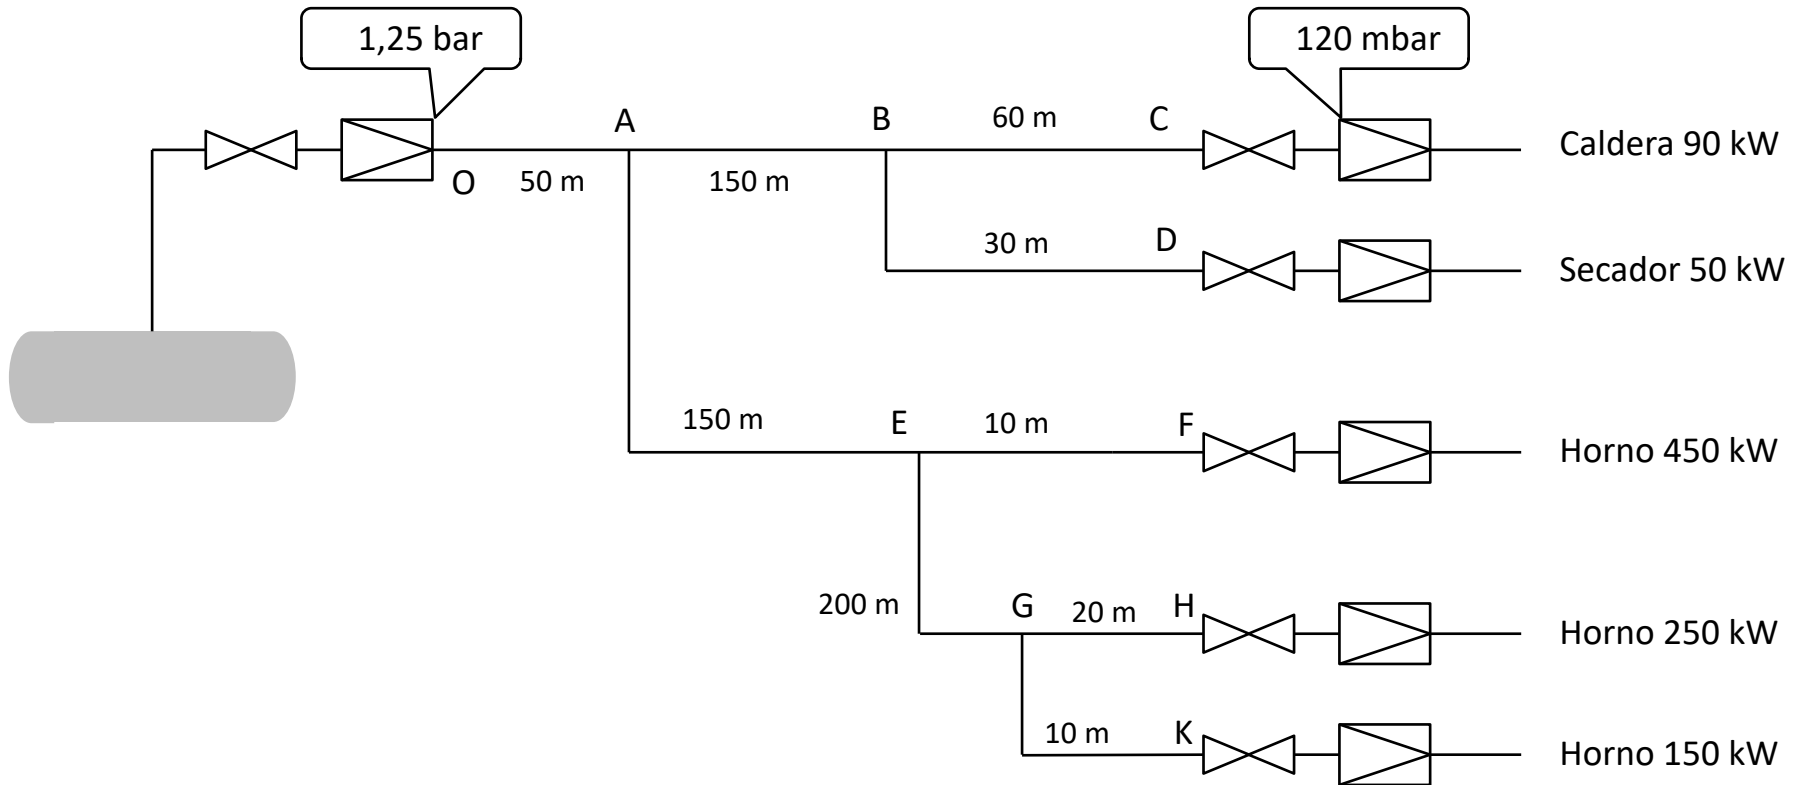 1,25 bar
120 mbar
A
B
60 m
C
Caldera 90 kW
O
50 m
150 m
30 m
D
Secador 50 kW
150 m
E
10 m
F
Horno 450 kW
200 m
G
20 m
H
Horno 250 kW
10 m
K
Horno 150 kW